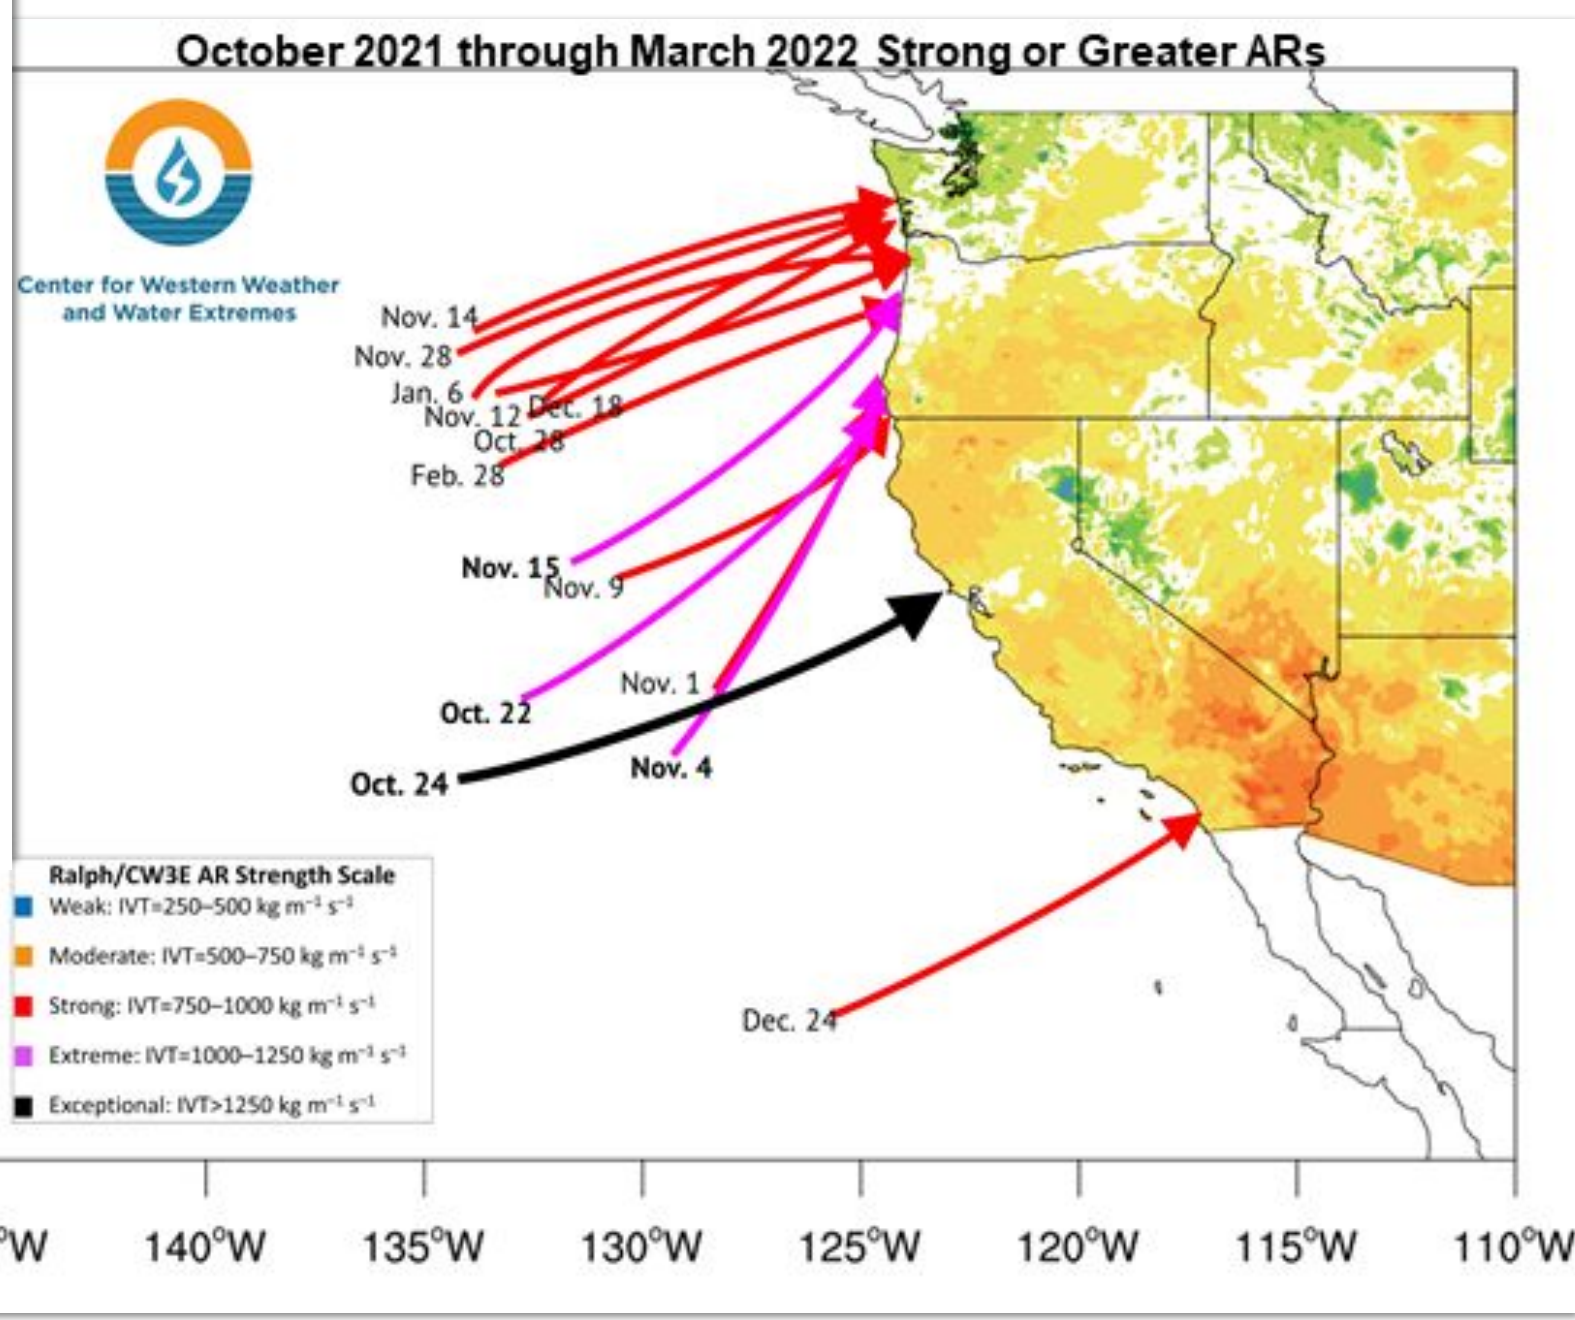 October 2021 through March 2022 Strong or Greater ARs
Center for Western Weather
and Water Extremes
Nov. 14
Nov. 28
Jan. 6
Nov. 12
Dec. 18
Oct. 28
Feb. 28
Nov. 15
Nov. 9
Nov. 1
Oct. 22
Nov. 4
Oct. 24
Dec. 24
Ralph/CW3E AR Strength Scale
Weak: IVT=250–500 kg m⁻¹ s⁻¹
Moderate: IVT=500–750 kg m⁻¹ s⁻¹
Strong: IVT=750–1000 kg m⁻¹ s⁻¹
Extreme: IVT=1000–1250 kg m⁻¹ s⁻¹
Exceptional: IVT>1250 kg m⁻¹ s⁻¹
°W 140°W 135°W 130°W 125°W 120°W 115°W 110°W